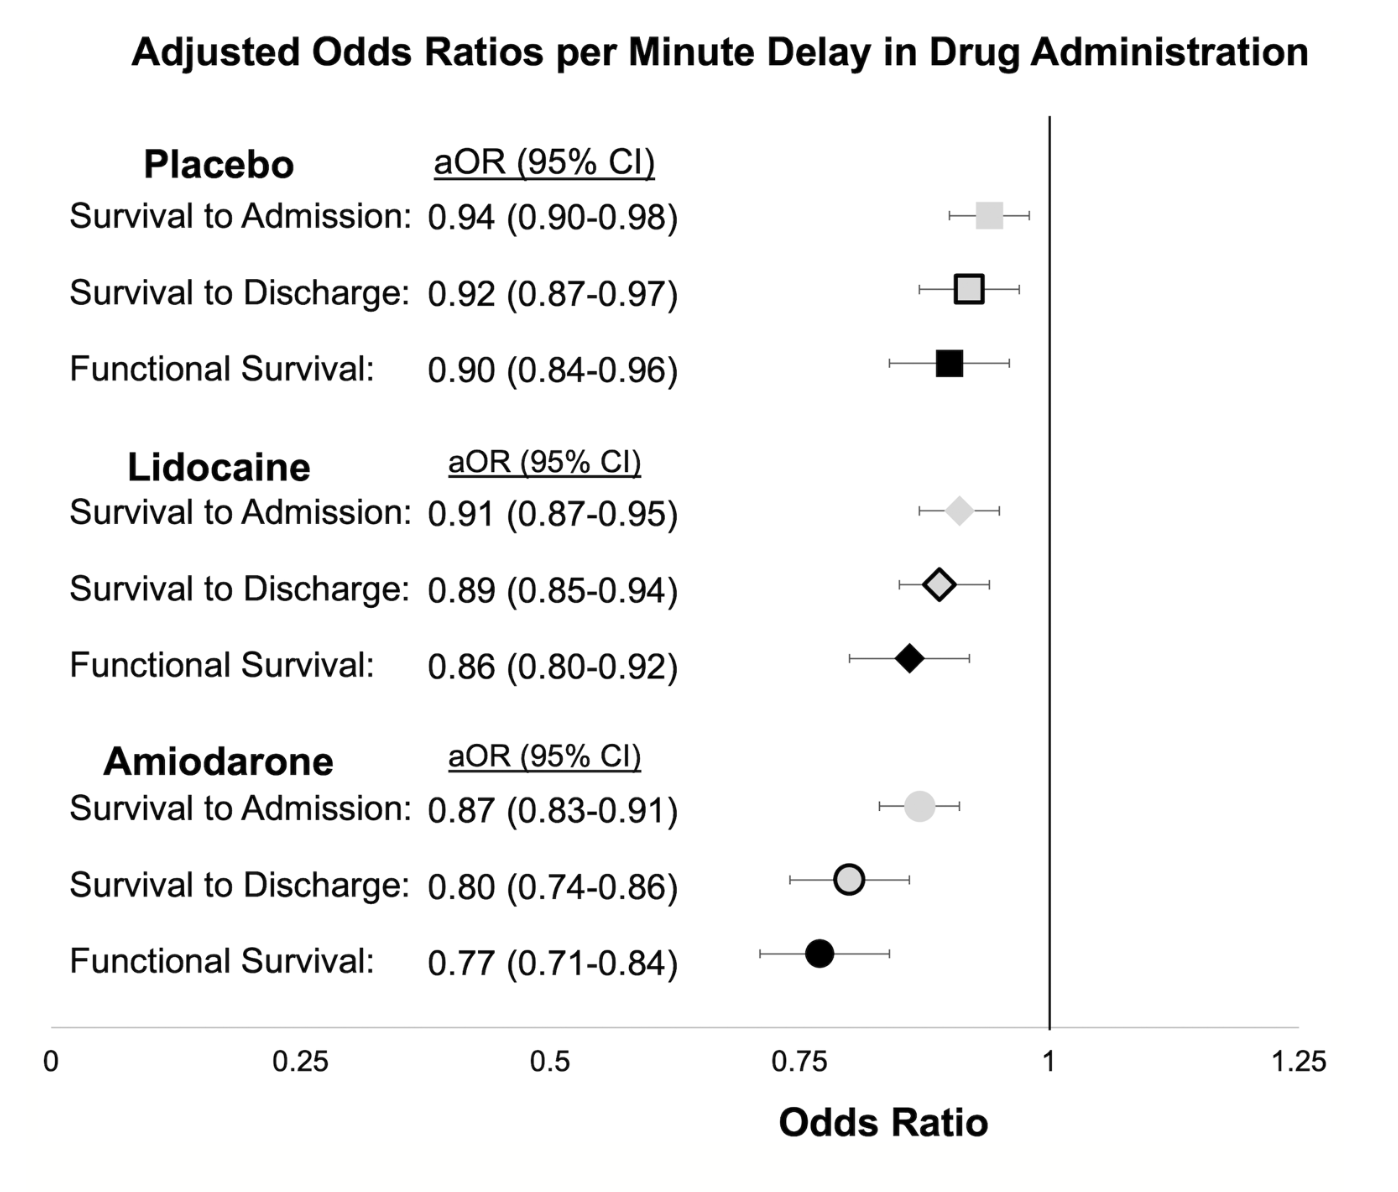 Adjusted Odds Ratios per Minute Delay in Drug Administration
Placebo aOR (95% CI)
Survival to Admission: 0.94 (0.90-0.98)
Survival to Discharge: 0.92 (0.87-0.97)
Functional Survival: 0.90 (0.84-0.96)
Lidocaine aOR (95% CI)
Survival to Admission: 0.91 (0.87-0.95)
Survival to Discharge: 0.89 (0.85-0.94)
Functional Survival: 0.86 (0.80-0.92)
Amiodarone aOR (95% CI)
Survival to Admission: 0.87 (0.83-0.91)
Survival to Discharge: 0.80 (0.74-0.86)
Functional Survival: 0.77 (0.71-0.84)
0 0.25 0.5 0.75 1 1.25
Odds Ratio